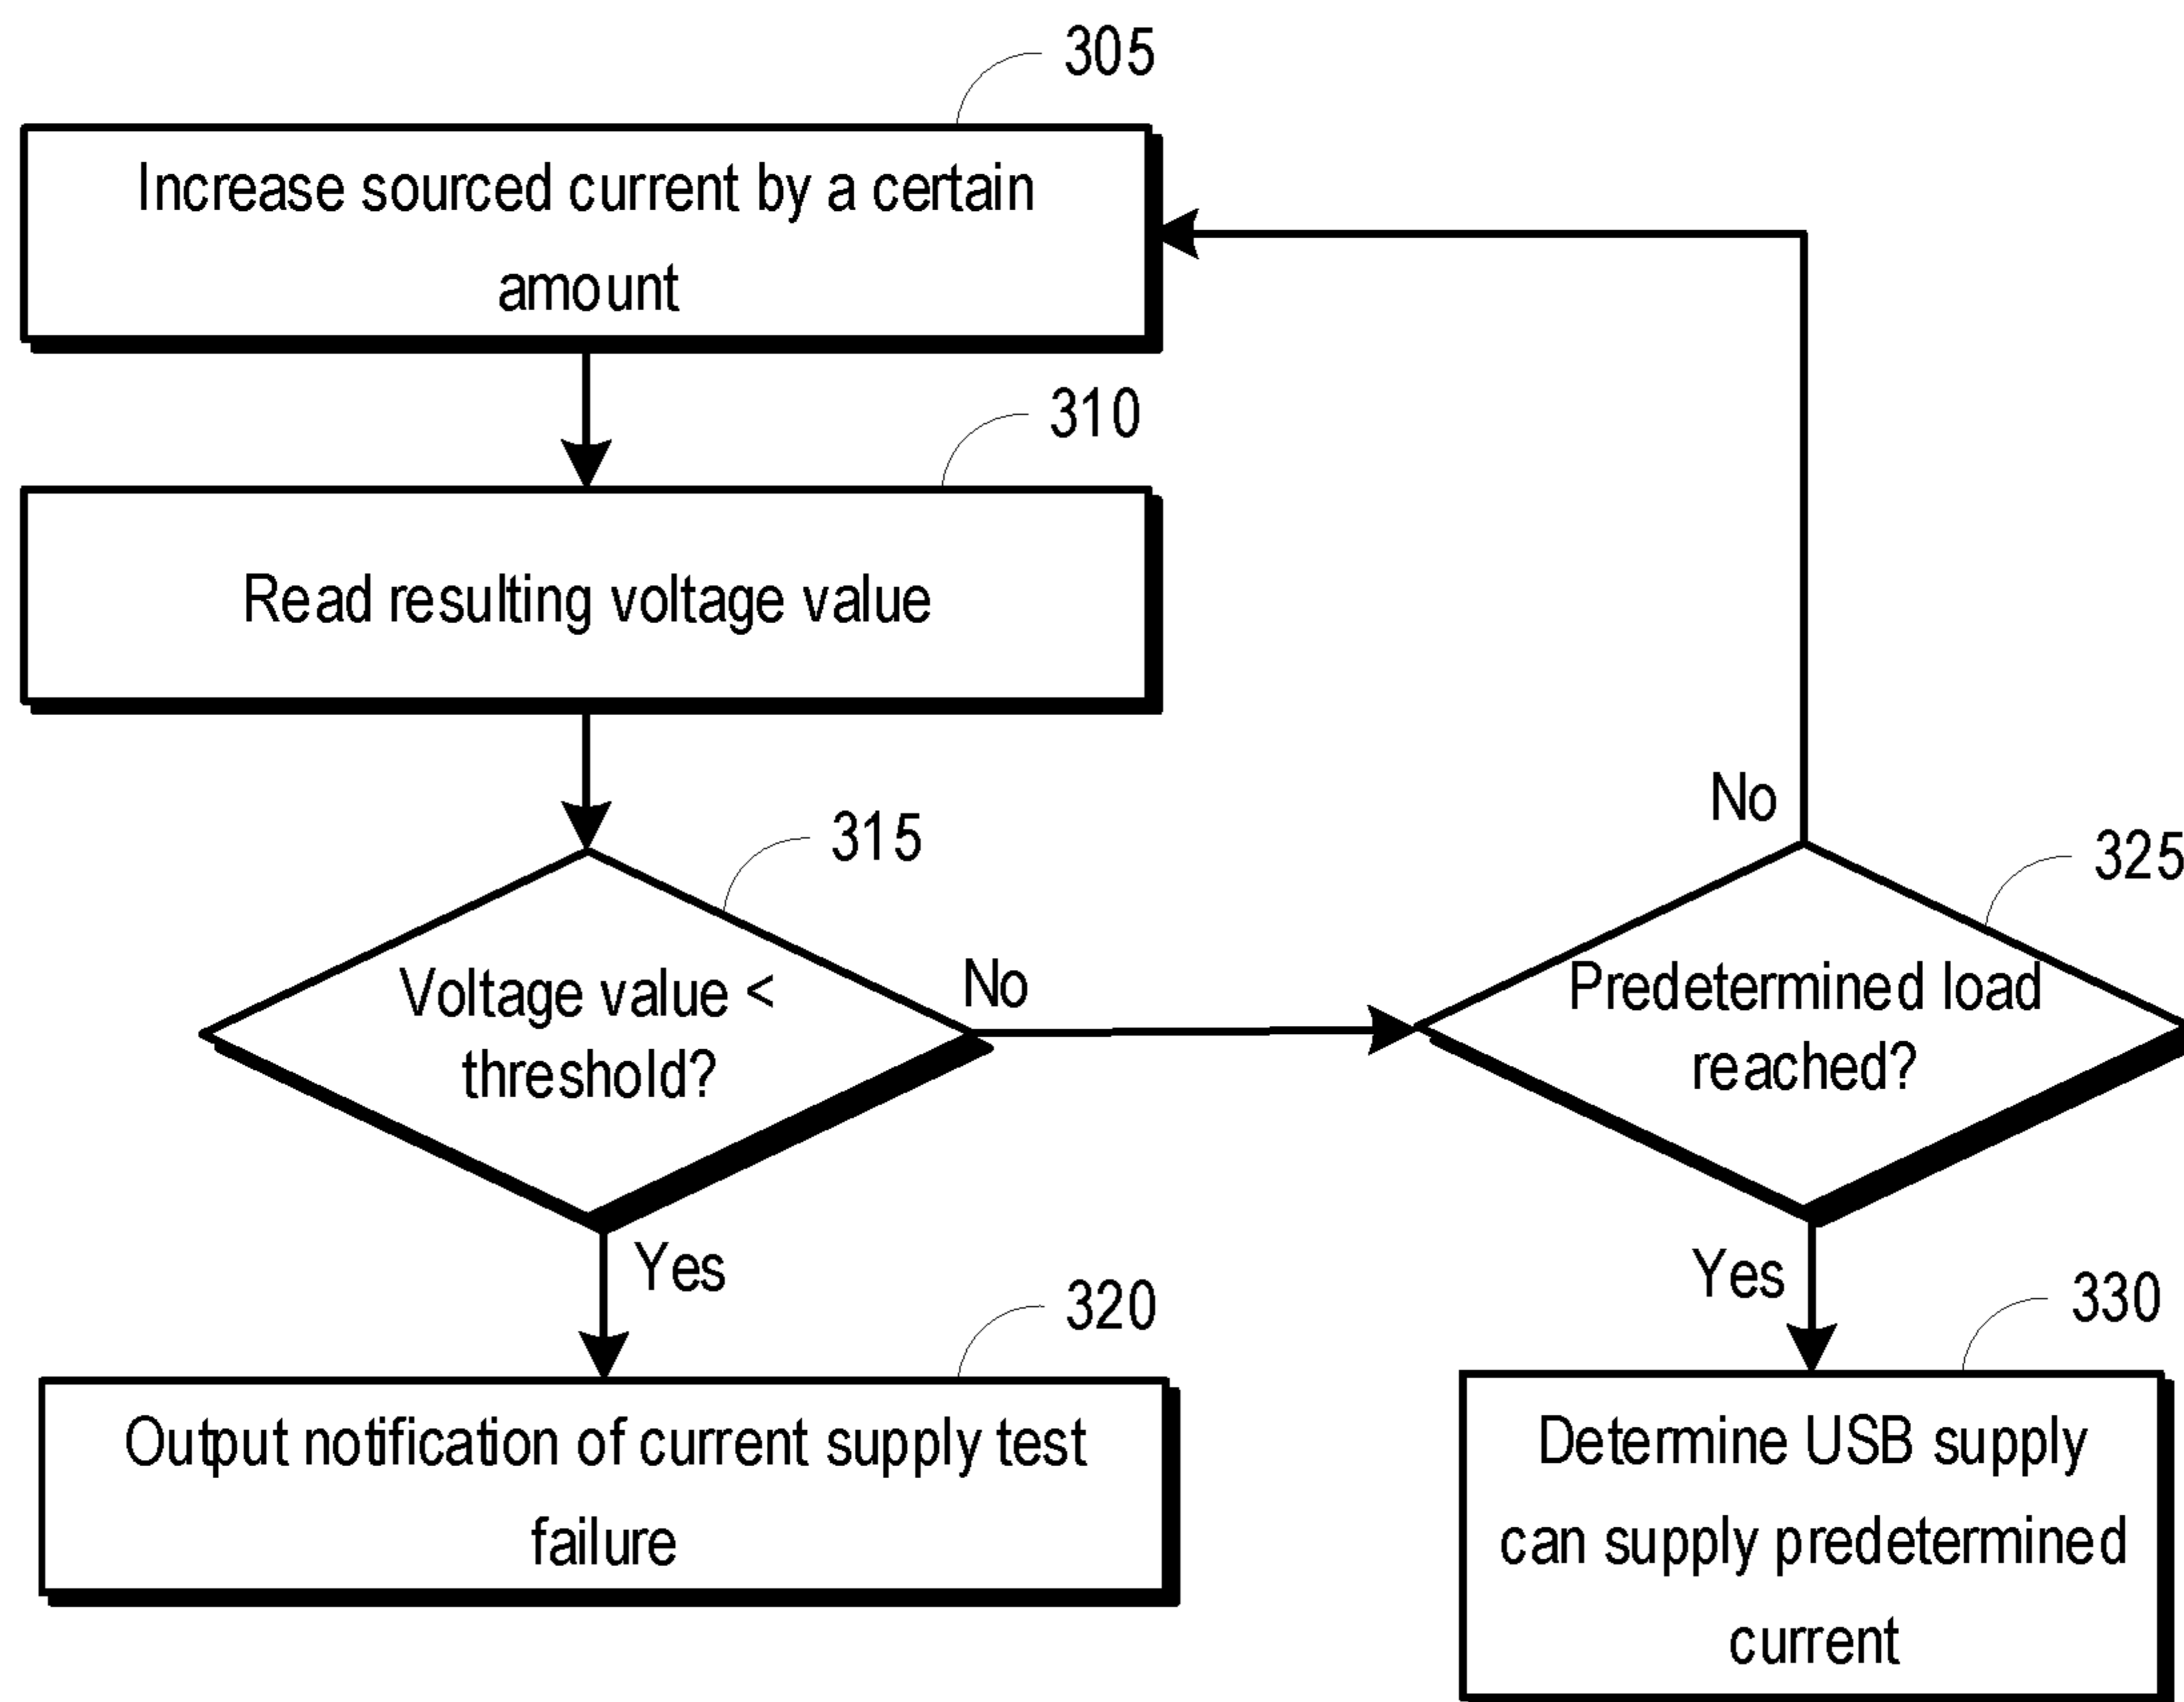 305
Increase sourced current by a certain
amount
310
Read resulting voltage value
315
Voltage value <
threshold?
No
Yes
320
Output notification of current supply test
failure
No
325
Predetermined load
reached?
Yes
330
Determine USB supply
can supply predetermined
current